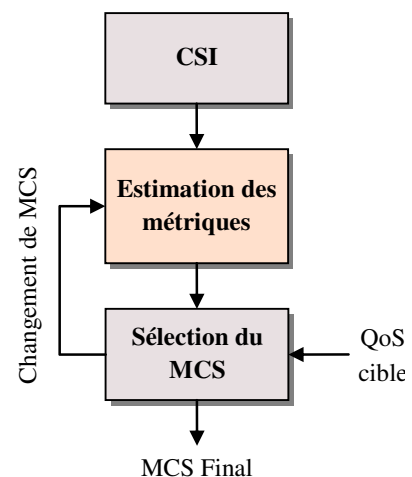 CSI
Estimation des
métriques
Changement de MCS
Sélection du
MCS
QoS
cible
MCS Final